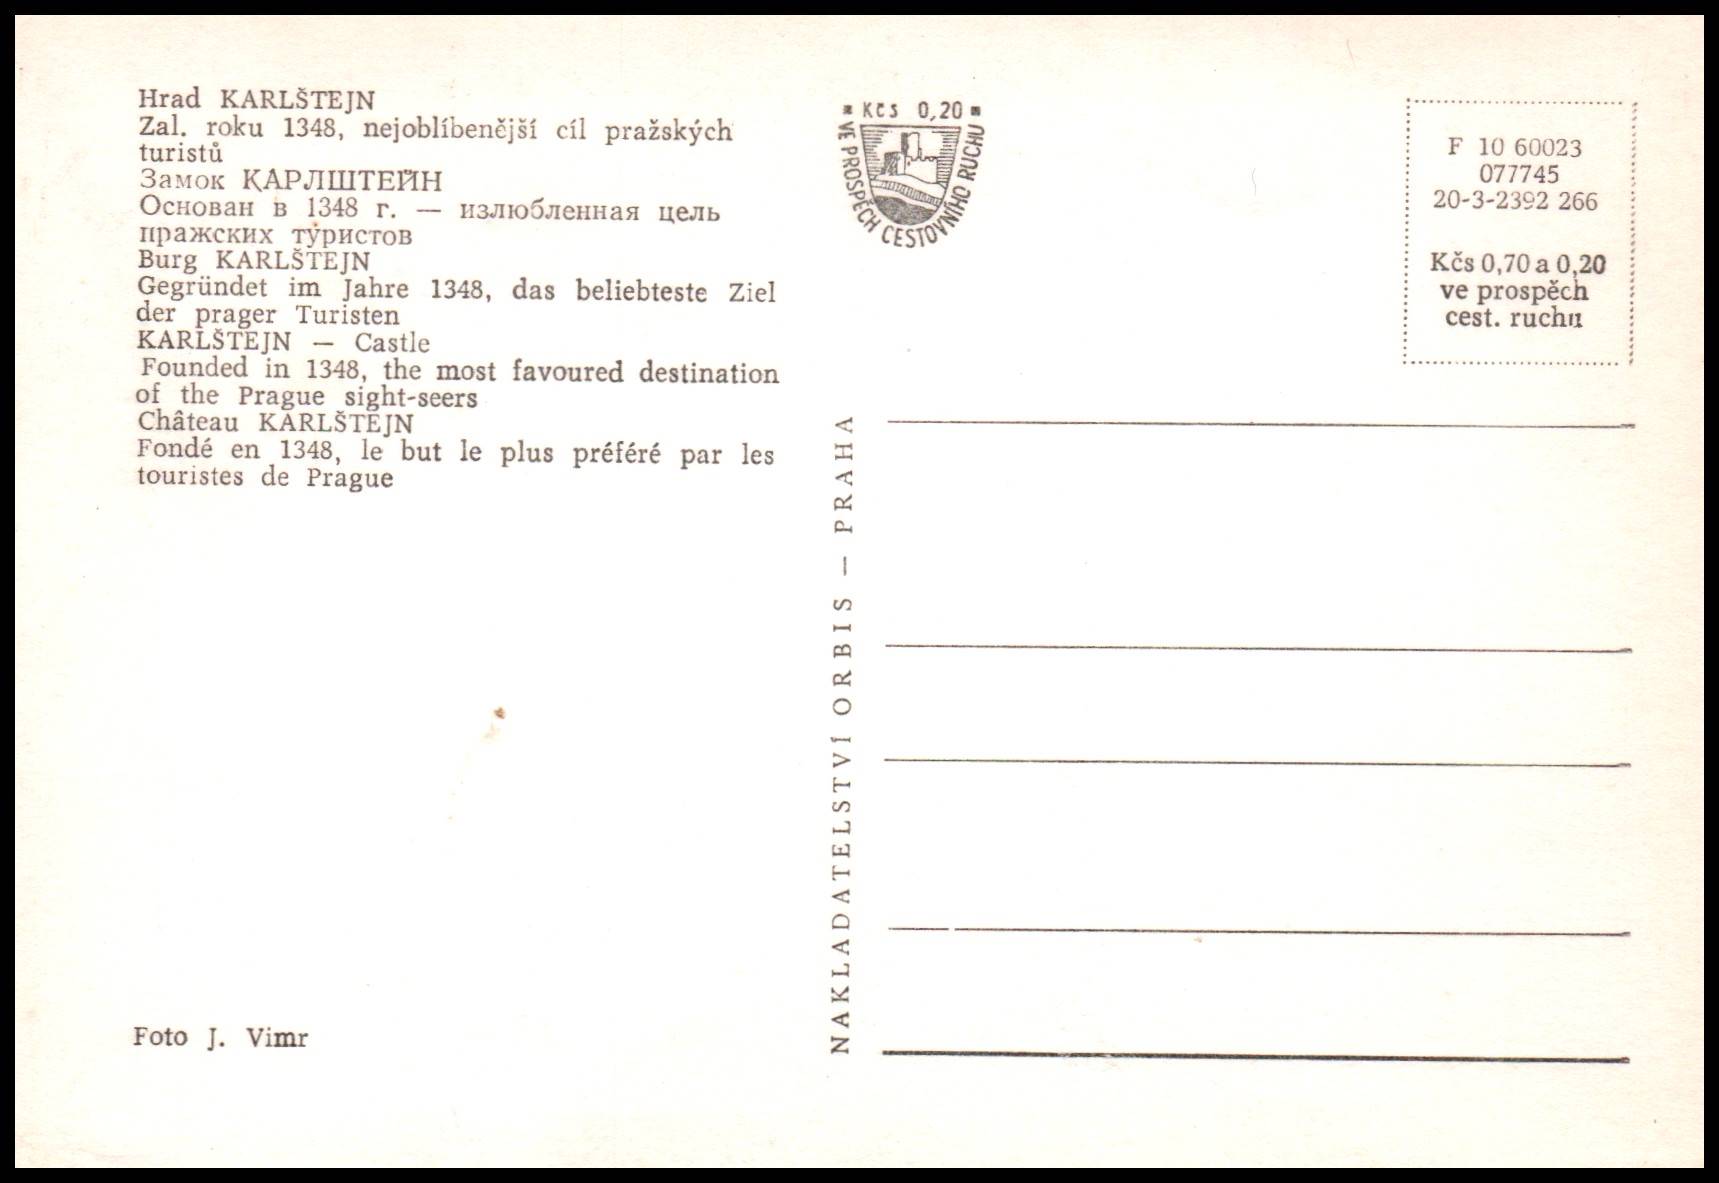 Hrad KARLŠTEJN
Zal. roku 1348, nejoblíbenější cíl pražských
turistů
Замок КАРЛШТЕЙН
Основан в 1348 г. — излюбленная цель
пражских туристов
Burg KARLŠTEJN
Gegründet im Jahre 1348, das beliebteste Ziel
der prager Turisten
KARLŠTEJN — Castle
Founded in 1348, the most favoured destination
of the Prague sight-seers
Château KARLŠTEJN
Fondé en 1348, le but le plus préféré par les
touristes de Prague
Foto J. Vimr
NAKLADATELSTVÍ ORBIS — PRAHA
Kčs 0,20
VE PROSPĚCH CESTOVNÍHO RUCHU
F 10 60023
077745
20-3-2392 266
Kčs 0,70 a 0,20
ve prospěch
cest. ruchu